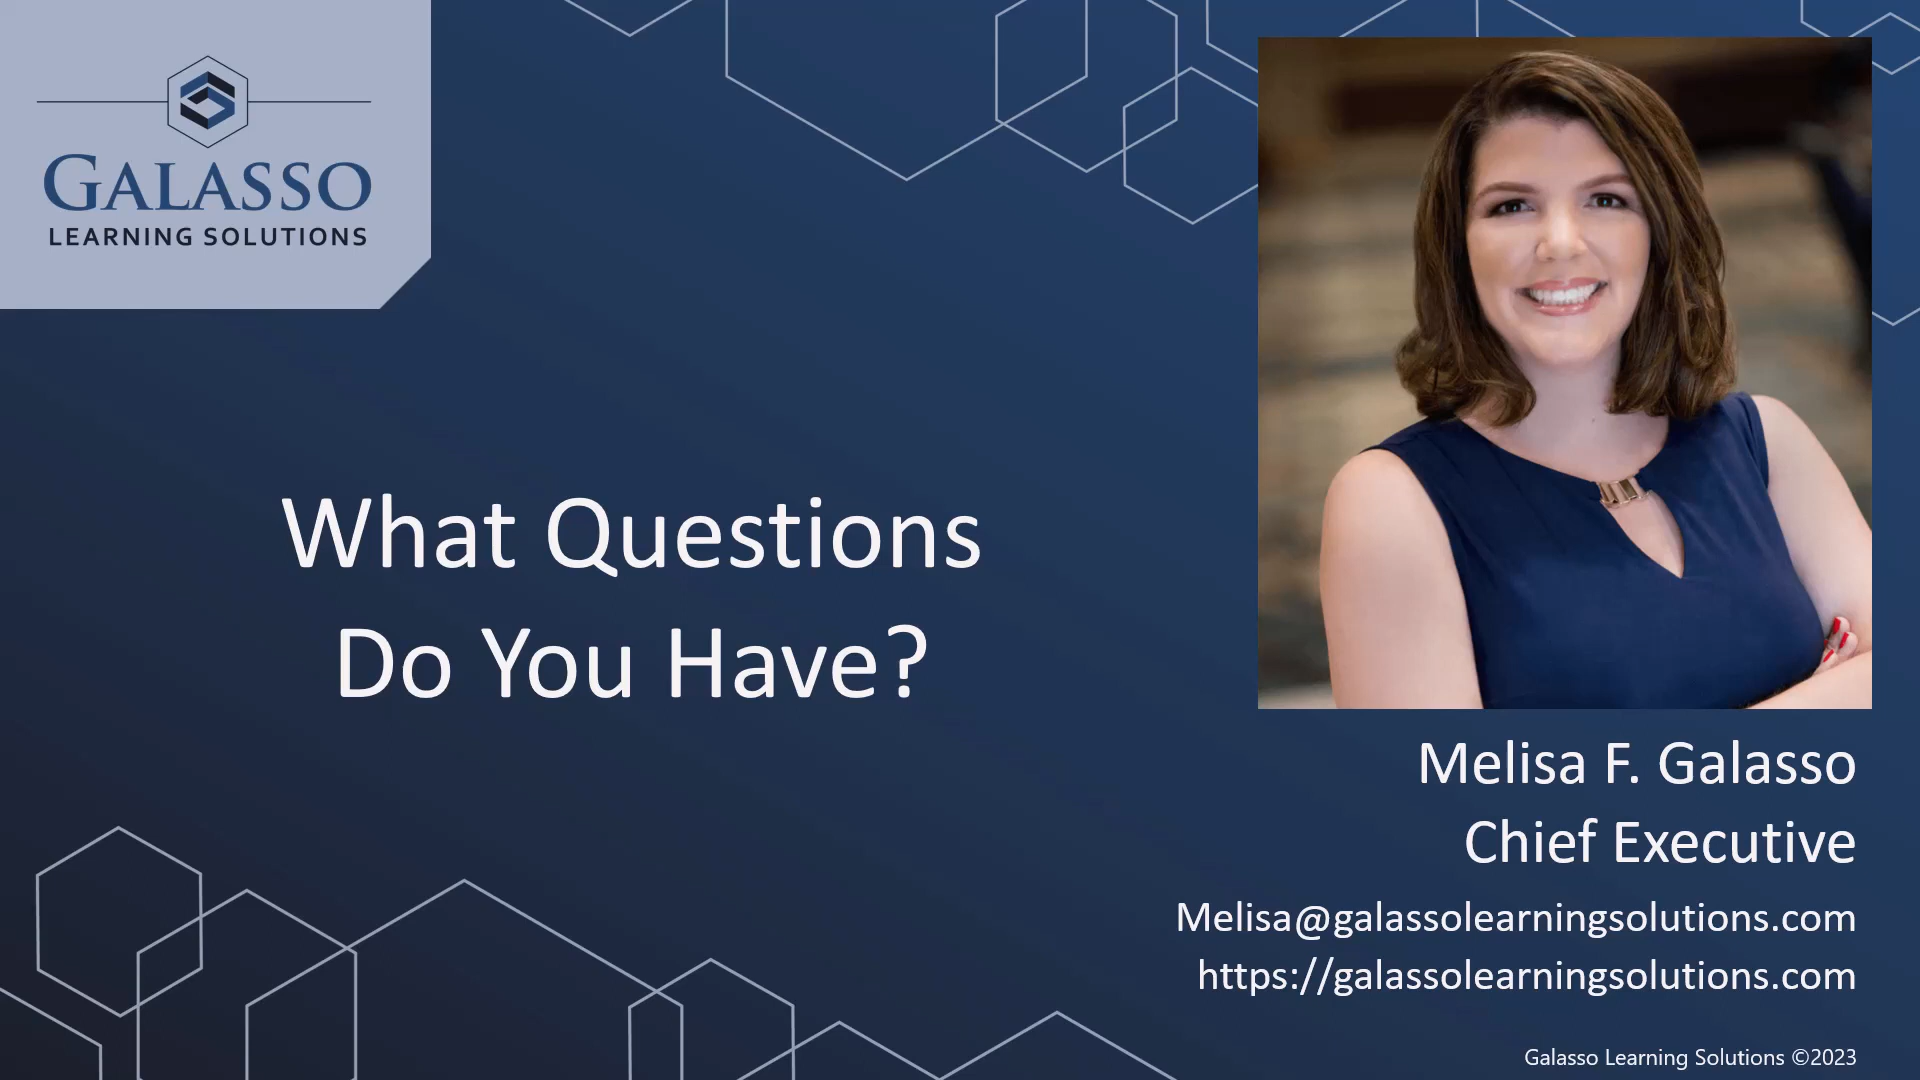 GALASSO
LEARNING SOLUTIONS
What Questions
Do You Have?
Melisa F. Galasso
Chief Executive
Melisa@galassolearningsolutions.com
https://galassolearningsolutions.com
Galasso Learning Solutions ©2023